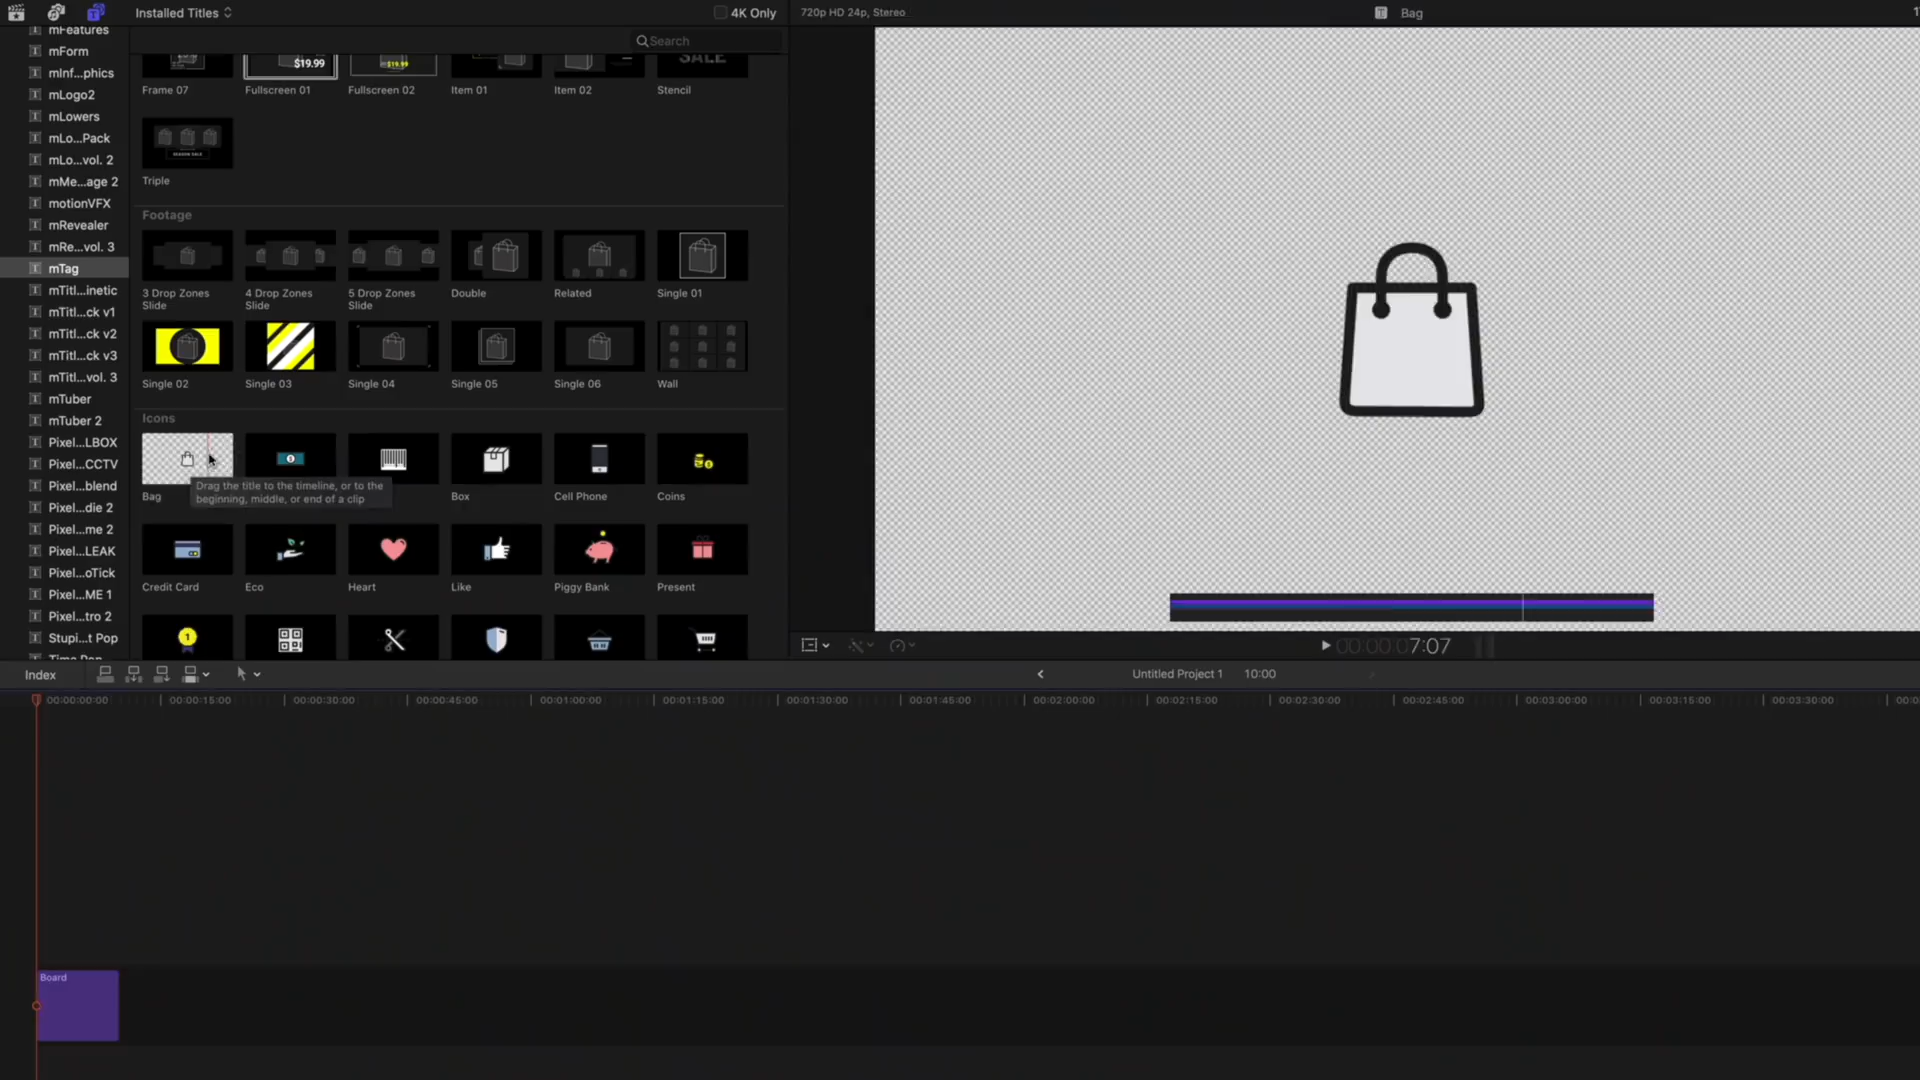 Installed Titles
4K Only
720p HD 24p, Stereo
Bag
Search
mFeatures
mForm
mInf...phics
mLogo2
mLowers
mLo...Pack
mLo...vol. 2
mMe...age 2
motionVFX
mRevealer
mRe...vol. 3
mTag
mTitl...inetic
mTitl...ck v1
mTitl...ck v2
mTitl...ck v3
mTitl...vol. 3
mTuber
mTuber 2
Pixel...LBOX
Pixel...CCTV
Pixel...blend
Pixel...die 2
Pixel...me 2
Pixel...LEAK
Pixel...oTick
Pixel...ME 1
Pixel...tro 2
Stupi...t Pop
$19.99
$19.99
SALE
Frame 07
Fullscreen 01
Fullscreen 02
Item 01
Item 02
Stencil
SEASON SALE
Triple
Footage
3 Drop Zones Slide
4 Drop Zones Slide
5 Drop Zones Slide
Double
Related
Single 01
Single 02
Single 03
Single 04
Single 05
Single 06
Wall
Icons
Bag
Drag the title to the timeline, or to the
beginning, middle, or end of a clip
Box
Cell Phone
Coins
Credit Card
Eco
Heart
Like
Piggy Bank
Present
1
00:00:00:07:07
Index
Untitled Project 1
10:00
00:00:00:00
00:00:15:00
00:00:30:00
00:00:45:00
00:01:00:00
00:01:15:00
00:01:30:00
00:01:45:00
00:02:00:00
00:02:15:00
00:02:30:00
00:02:45:00
00:03:00:00
00:03:15:00
00:03:30:00
Board